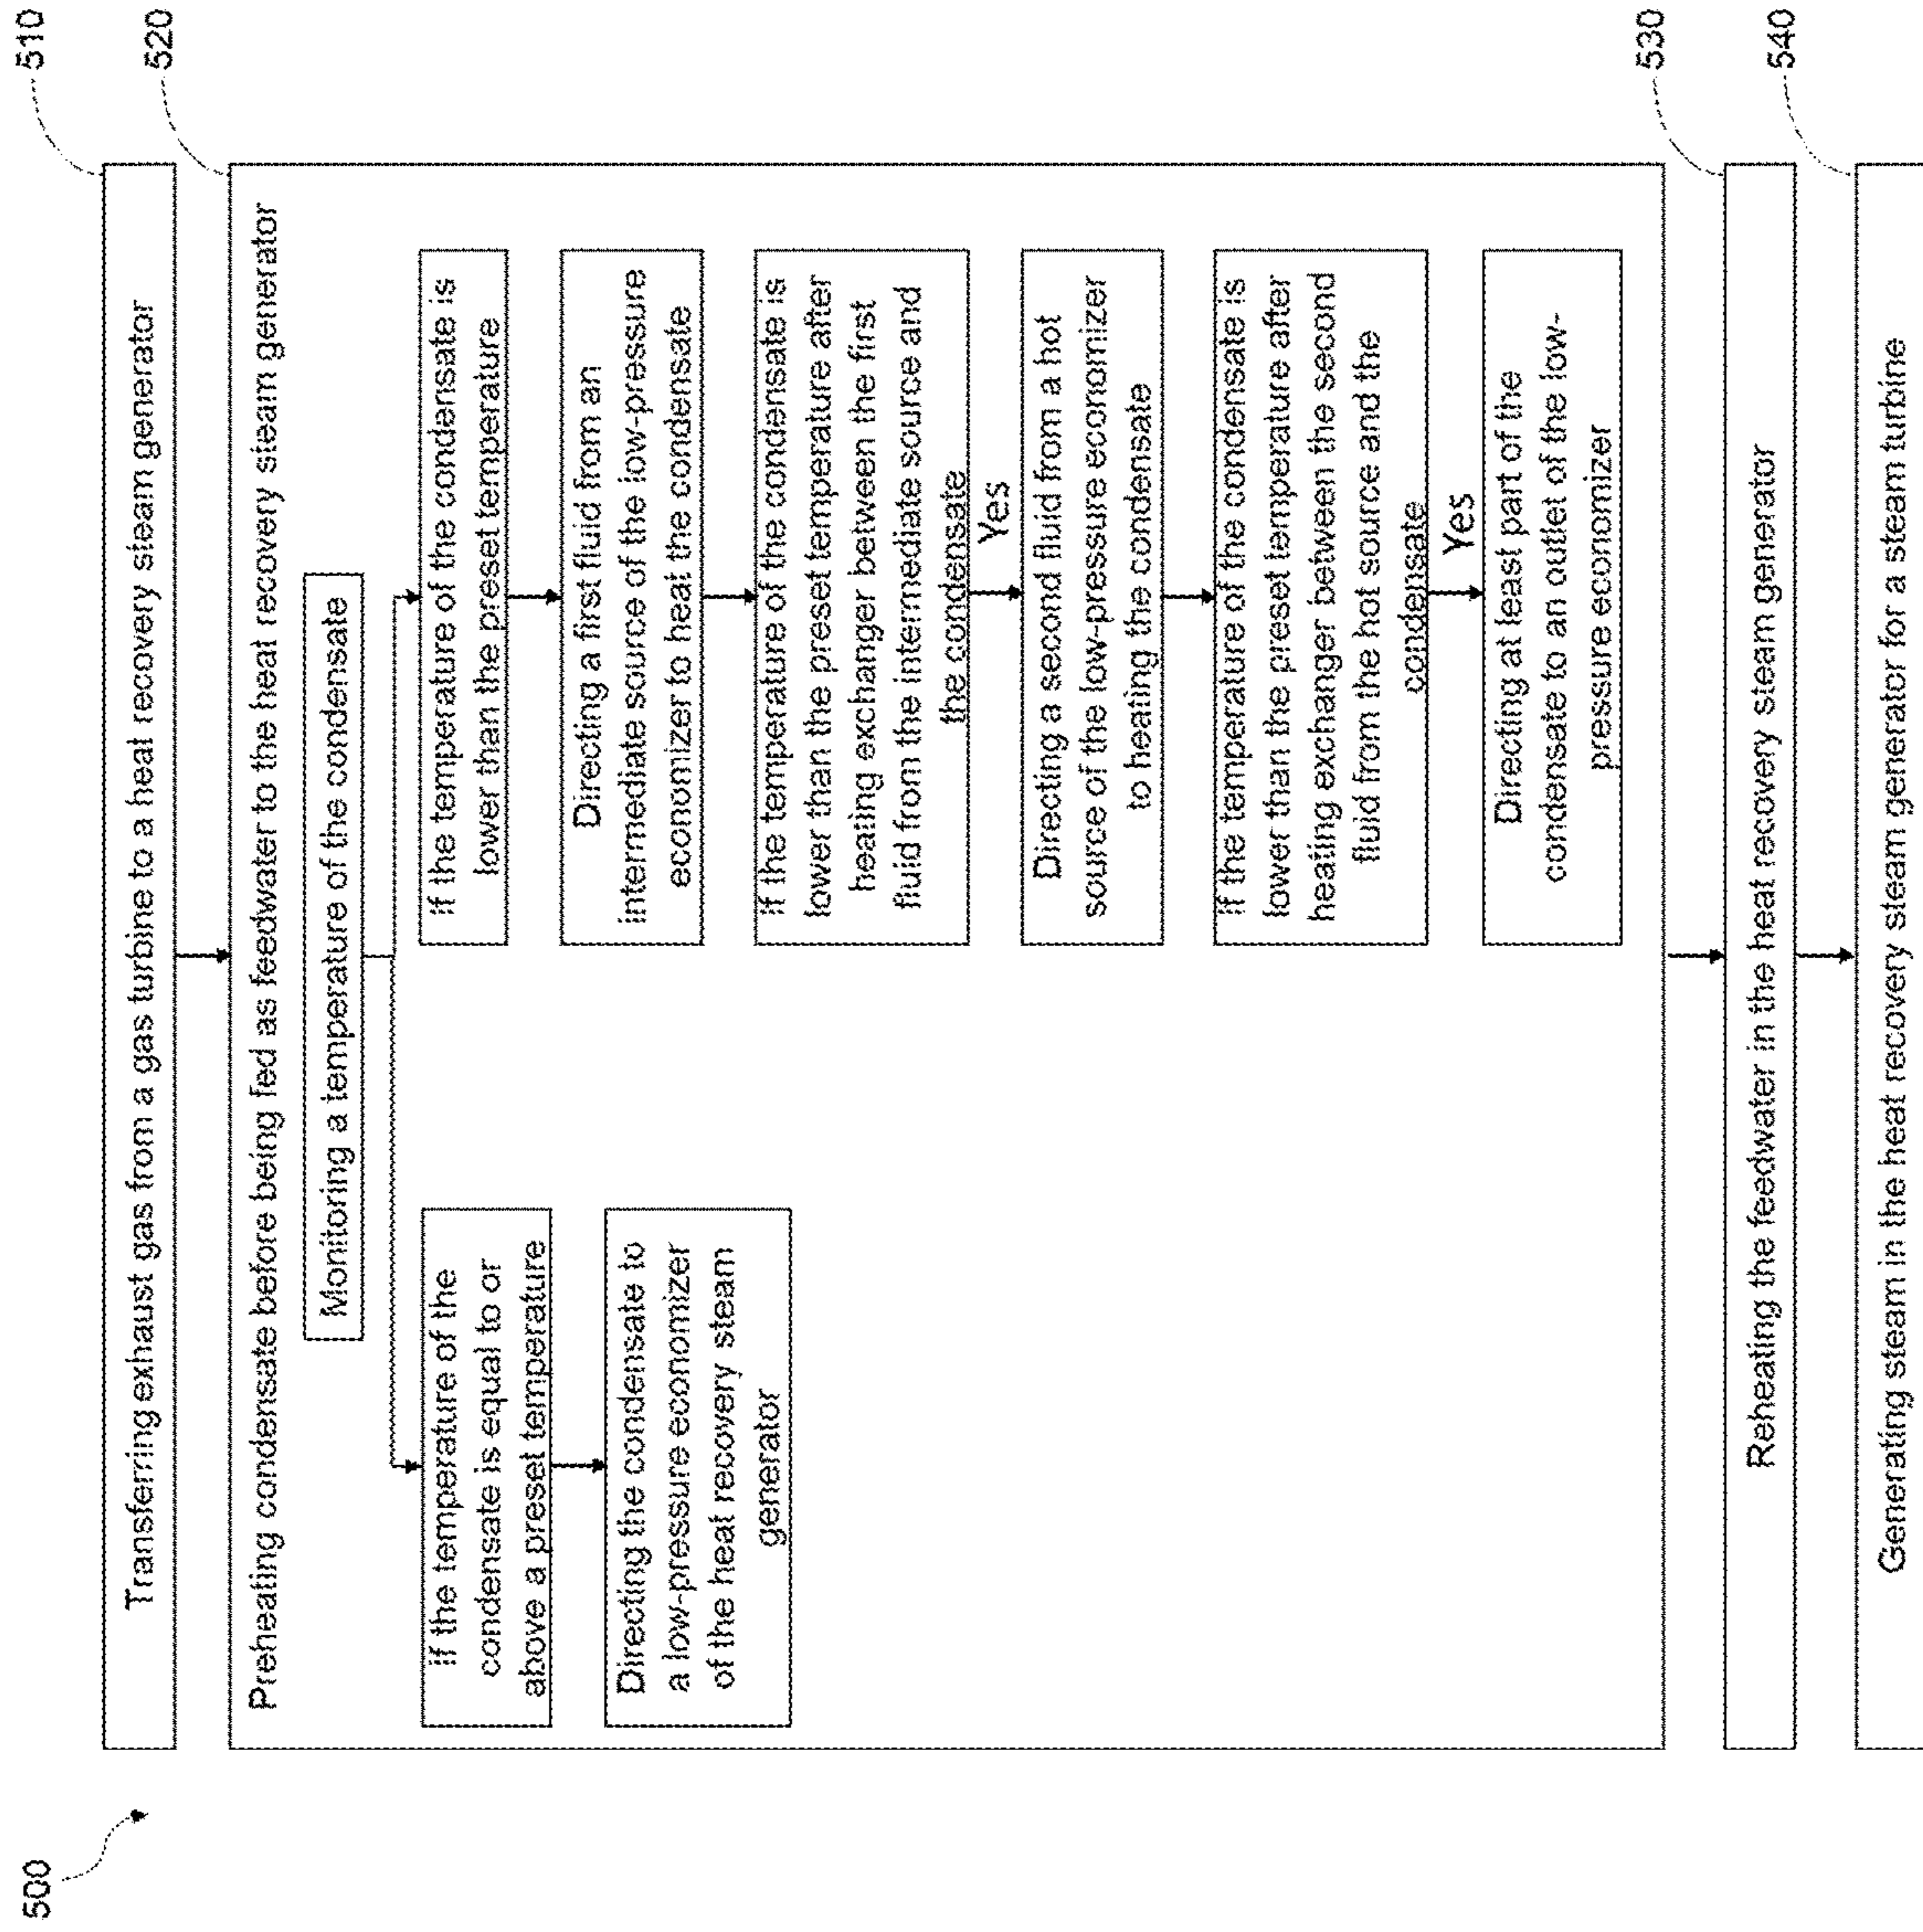 500
510
Transferring exhaust gas from a gas turbine to a heat recovery steam generator
520
Preheating condensate before being fed as feedwater to the heat recovery steam generator
Monitoring a temperature of the condensate
if the temperature of the
condensate is equal to or
above a preset temperature
Directing the condensate to
a low-pressure economizer
of the heat recovery steam
generator
if the temperature of the condensate is
lower than the preset temperature
Directing a first fluid from an
intermediate source of the low-pressure
economizer to heat the condensate
if the temperature of the condensate is
lower than the preset temperature after
heating exchanger between the first
fluid from the intermediate source and
the condensate
Yes
Directing a second fluid from a hot
source of the low-pressure economizer
to heating the condensate
if the temperature of the condensate is
lower than the preset temperature after
heating exchanger between the second
fluid from the hot source and the
condensate
Yes
Directing at least part of the
condensate to an outlet of the low-
pressure economizer
530
Reheating the feedwater in the heat recovery steam generator
540
Generating steam in the heat recovery steam generator for a steam turbine